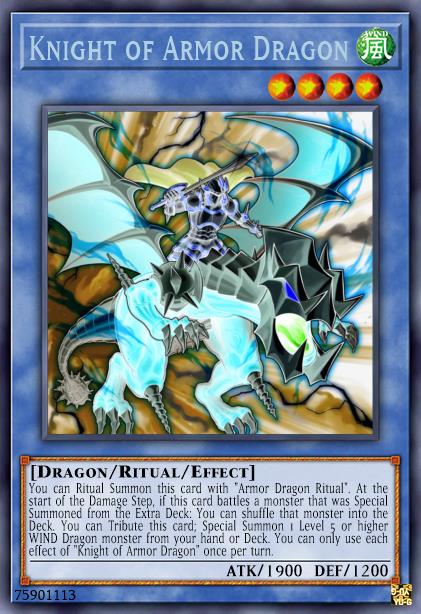 KNIGHT OF ARMOR DRAGON
WIND
風
[DRAGON/RITUAL/EFFECT]
You can Ritual Summon this card with "Armor Dragon Ritual". At the
start of the Damage Step, if this card battles a monster that was Special
Summoned from the Extra Deck: You can shuffle that monster into the
Deck. You can Tribute this card; Special Summon 1 Level 5 or higher
WIND Dragon monster from your hand or Deck. You can only use each
effect of "Knight of Armor Dragon" once per turn.
ATK/1900 DEF/1200
75901113